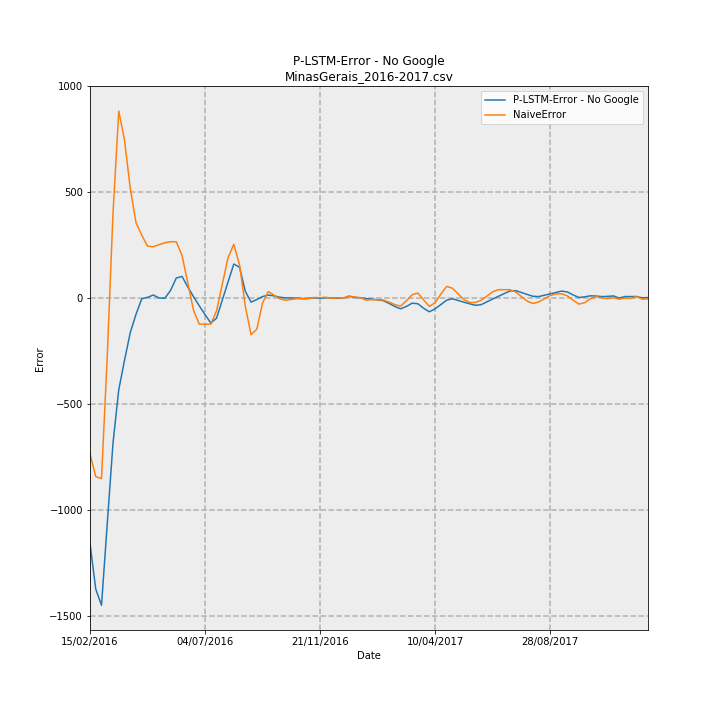 P-LSTM-Error - No Google
MinasGerais_2016-2017.csv
P-LSTM-Error - No Google
NaiveError
1000
500
0
−500
−1000
−1500
Error
15/02/2016
04/07/2016
21/11/2016
10/04/2017
28/08/2017
Date